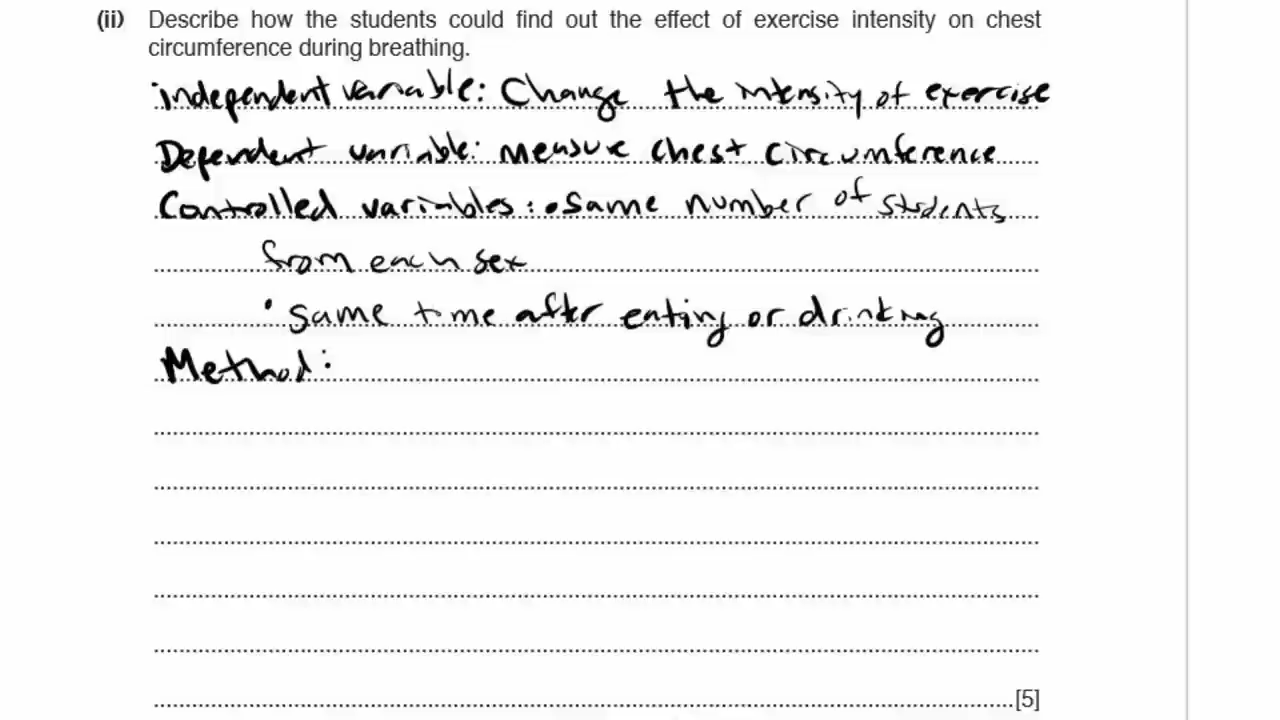 (ii) Describe how the students could find out the effect of exercise intensity on chest
circumference during breathing.
independent variable: Change the intensity of exercise
Dependent variable: measure chest circumference
Controlled variables: • same number of students
from each sex
• same time after eating or drinking
Method:
[5]